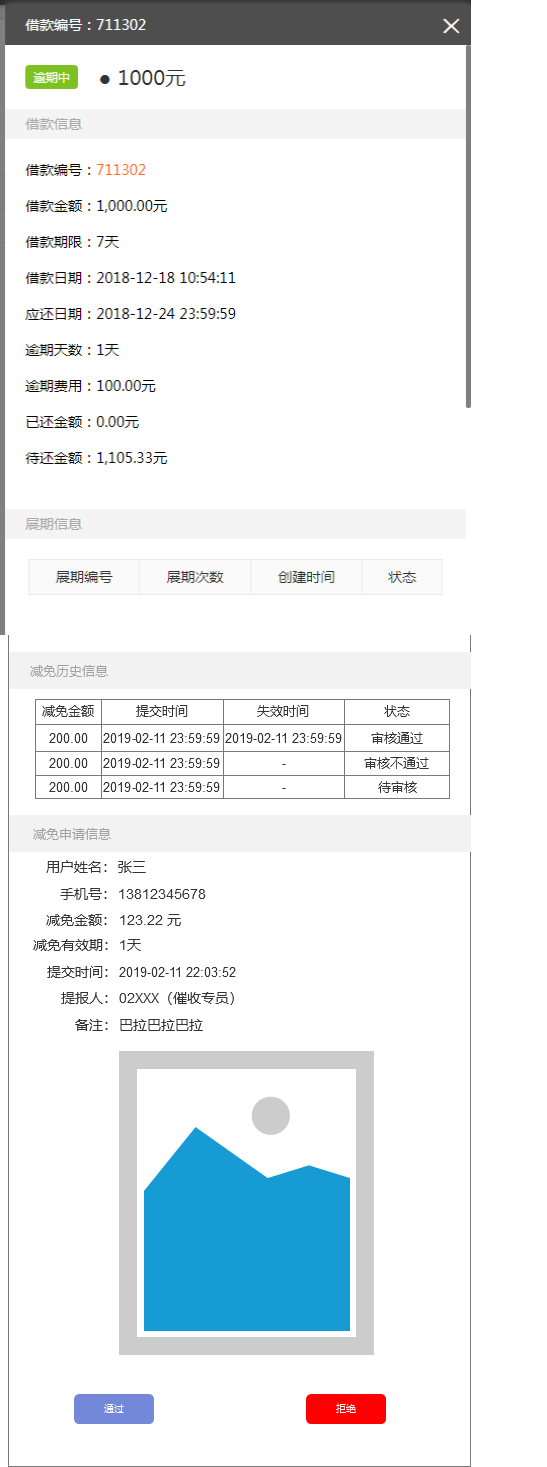 借款编号：711302
逾期中 ● 1000元
借款信息
借款编号：711302
借款金额：1,000.00元
借款期限：7天
借款日期：2018-12-18 10:54:11
应还日期：2018-12-24 23:59:59
逾期天数：1天
逾期费用：100.00元
已还金额：0.00元
待还金额：1,105.33元
展期信息
展期编号 展期次数 创建时间 状态
减免历史信息
减免金额 提交时间 失效时间 状态
200.00 2019-02-11 23:59:59 2019-02-11 23:59:59 审核通过
200.00 2019-02-11 23:59:59 - 审核不通过
200.00 2019-02-11 23:59:59 - 待审核
减免申请信息
用户姓名： 张三
手机号： 13812345678
减免金额： 123.22 元
减免有效期： 1天
提交时间： 2019-02-11 22:03:52
提报人： 02XXX（催收专员）
备注： 巴拉巴拉巴拉
通过 拒绝